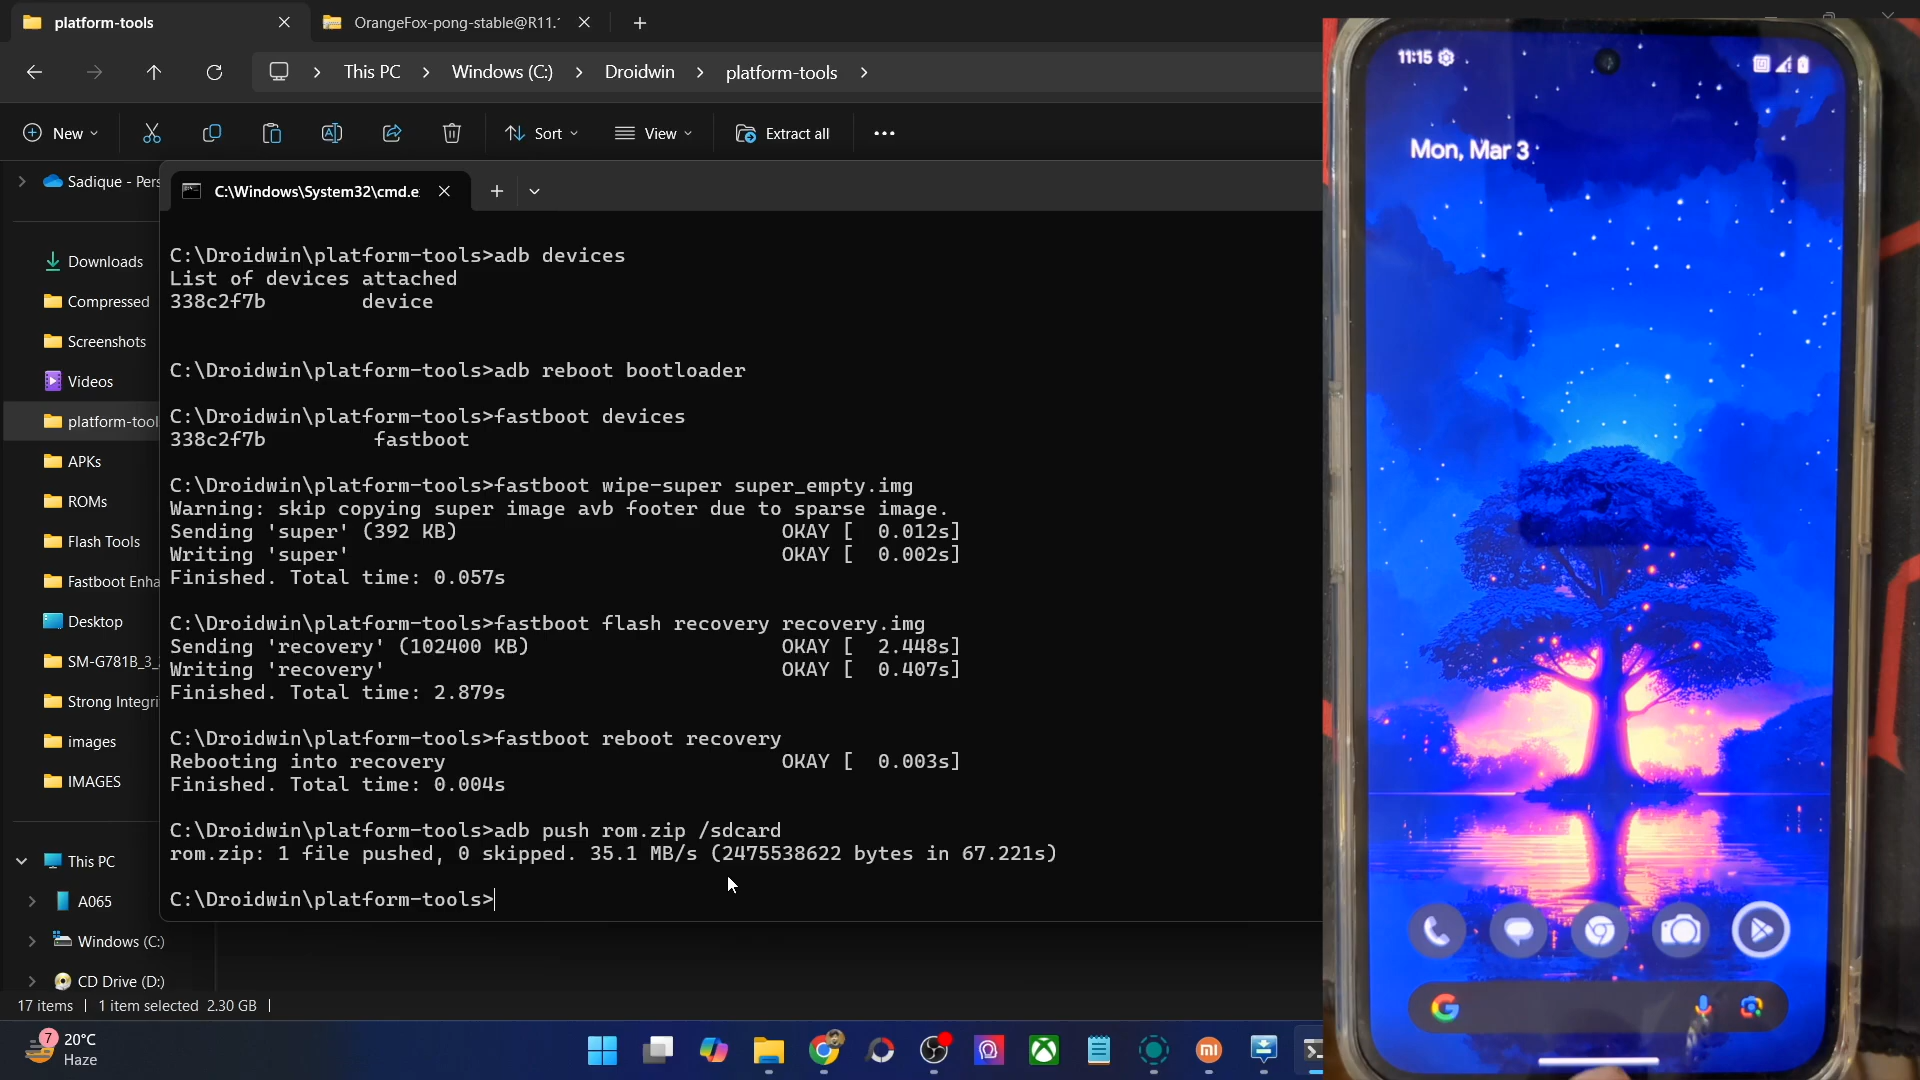 platform-tools
OrangeFox-pong-stable@R11.
This PC > Windows (C:) > Droidwin > platform-tools >
New
Sort
View
Extract all
Sadique - Pers
Downloads
Compressed
Screenshots
Videos
platform-tool
APKs
ROMs
Flash Tools
Fastboot Enha
Desktop
SM-G781B_3_
Strong Integri
images
IMAGES
This PC
A065
Windows (C:)
CD Drive (D:)
17 items
1 item selected 2.30 GB
C:\Windows\System32\cmd.e
C:\Droidwin\platform-tools>adb devices
List of devices attached
338c2f7b device
C:\Droidwin\platform-tools>adb reboot bootloader
C:\Droidwin\platform-tools>fastboot devices
338c2f7b fastboot
C:\Droidwin\platform-tools>fastboot wipe-super super_empty.img
Warning: skip copying super image avb footer due to sparse image.
Sending 'super' (392 KB) OKAY [ 0.012s]
Writing 'super' OKAY [ 0.002s]
Finished. Total time: 0.057s
C:\Droidwin\platform-tools>fastboot flash recovery recovery.img
Sending 'recovery' (102400 KB) OKAY [ 2.448s]
Writing 'recovery' OKAY [ 0.407s]
Finished. Total time: 2.879s
C:\Droidwin\platform-tools>fastboot reboot recovery
Rebooting into recovery OKAY [ 0.003s]
Finished. Total time: 0.004s
C:\Droidwin\platform-tools>adb push rom.zip /sdcard
rom.zip: 1 file pushed, 0 skipped. 35.1 MB/s (2475538622 bytes in 67.221s)
C:\Droidwin\platform-tools>
7
20°C
Haze
11:15
Mon, Mar 3